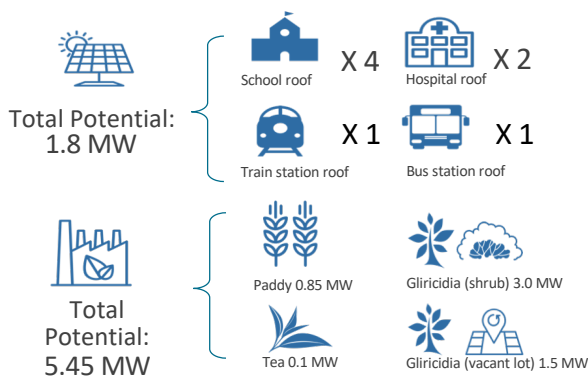 Total Potential:
1.8 MW
School roof
X 4
Hospital roof
X 2
Train station roof
X 1
Bus station roof
X 1
Total
Potential:
5.45 MW
Paddy 0.85 MW
Gliricidia (shrub) 3.0 MW
Tea 0.1 MW
Gliricidia (vacant lot) 1.5 MW